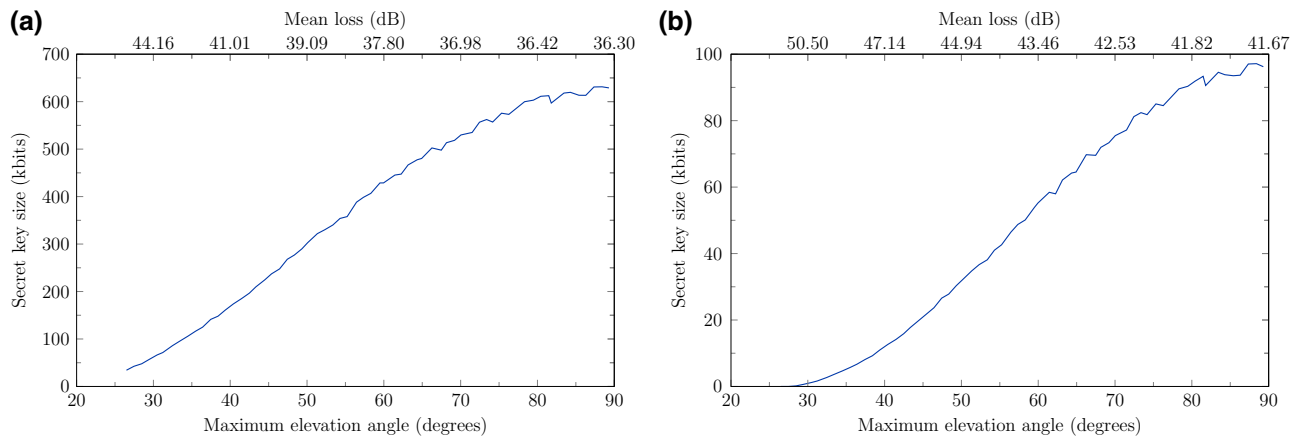 (a)
Mean loss (dB)
44.16 41.01 39.09 37.80 36.98 36.42 36.30
700
600
500
400
300
200
100
0
Secret key size (kbits)
20 30 40 50 60 70 80 90
Maximum elevation angle (degrees)
(b)
Mean loss (dB)
50.50 47.14 44.94 43.46 42.53 41.82 41.67
100
80
60
40
20
0
Secret key size (kbits)
20 30 40 50 60 70 80 90
Maximum elevation angle (degrees)